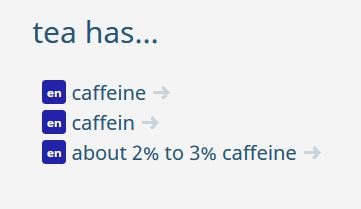 tea has...
en caffeine →
en caffein →
en about 2% to 3% caffeine →